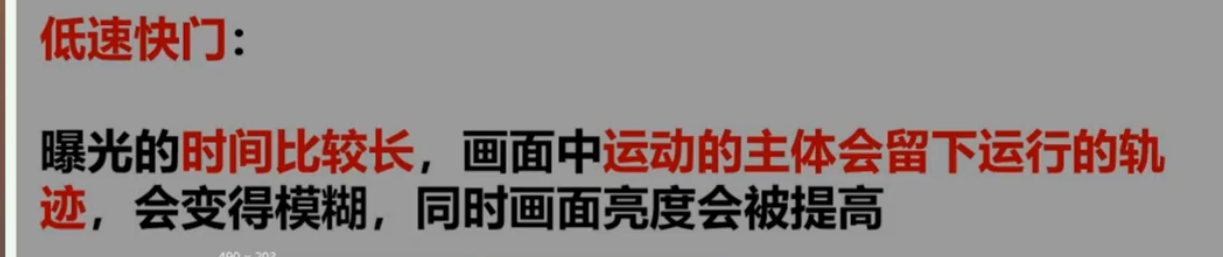 低速快门：
曝光的时间比较长，画面中运动的主体会留下运行的轨
迹，会变得模糊，同时画面亮度会被提高